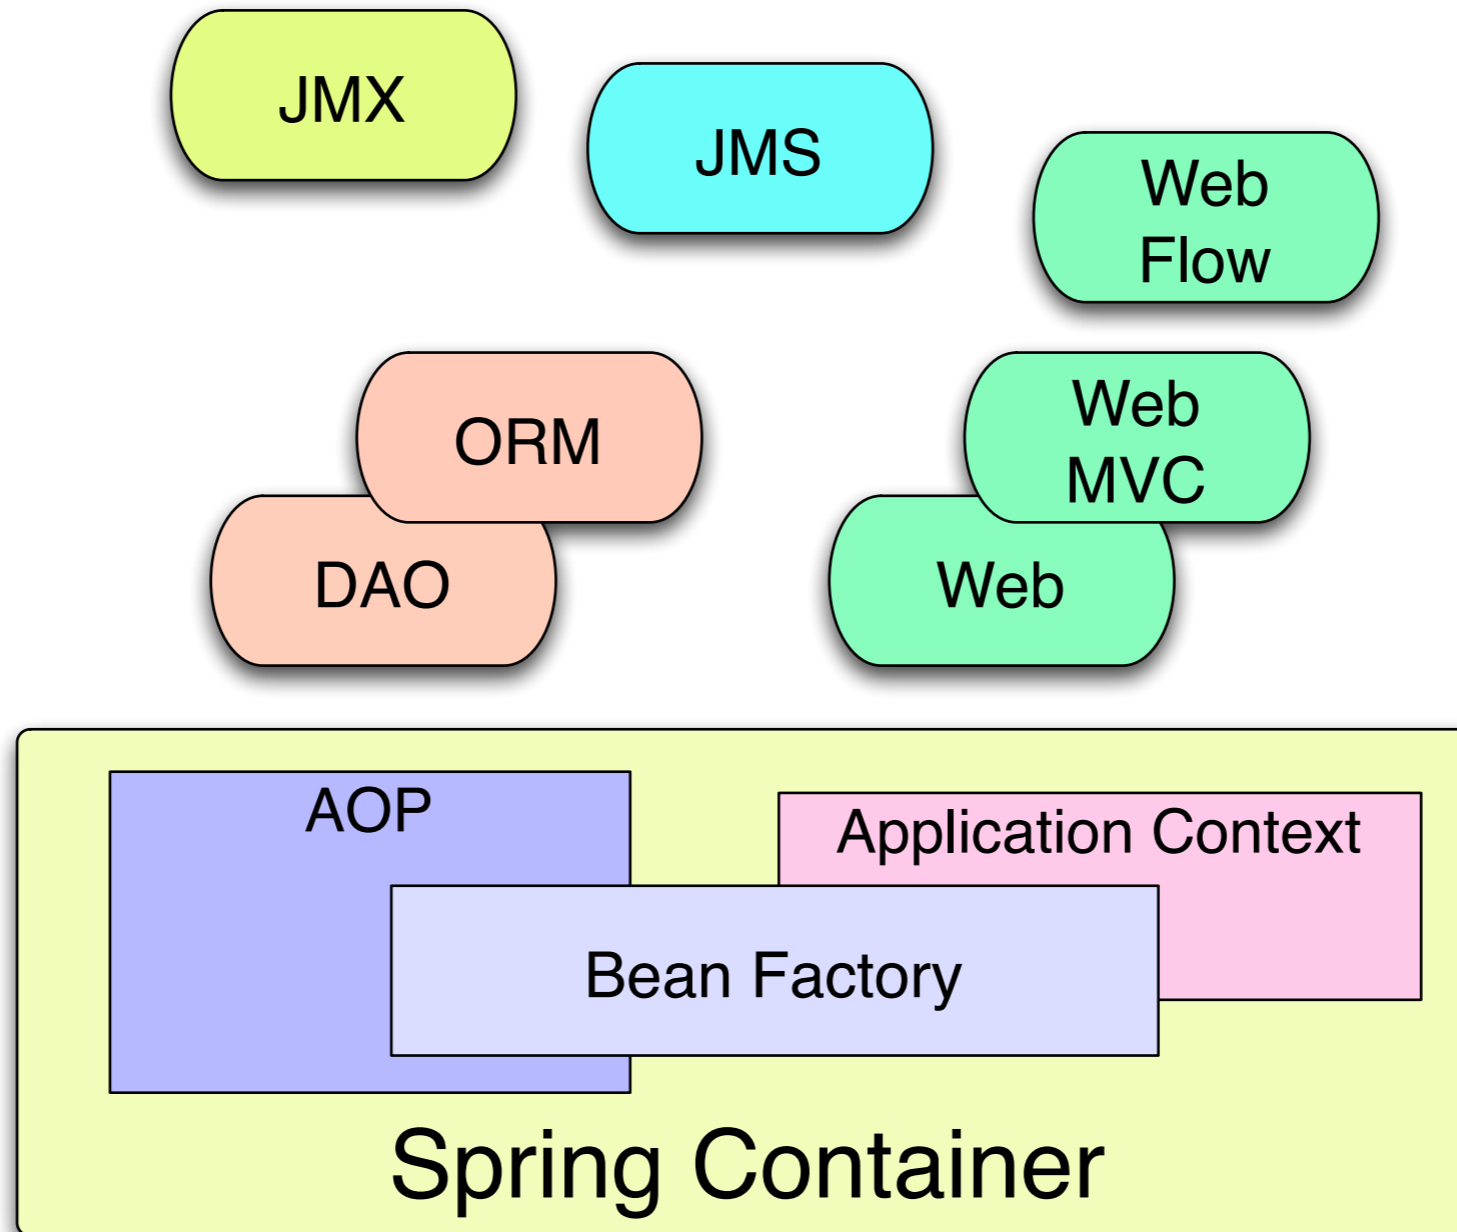 JMX
JMS
Web
Flow
ORM
Web
MVC
DAO
Web
AOP
Application Context
Bean Factory
Spring Container